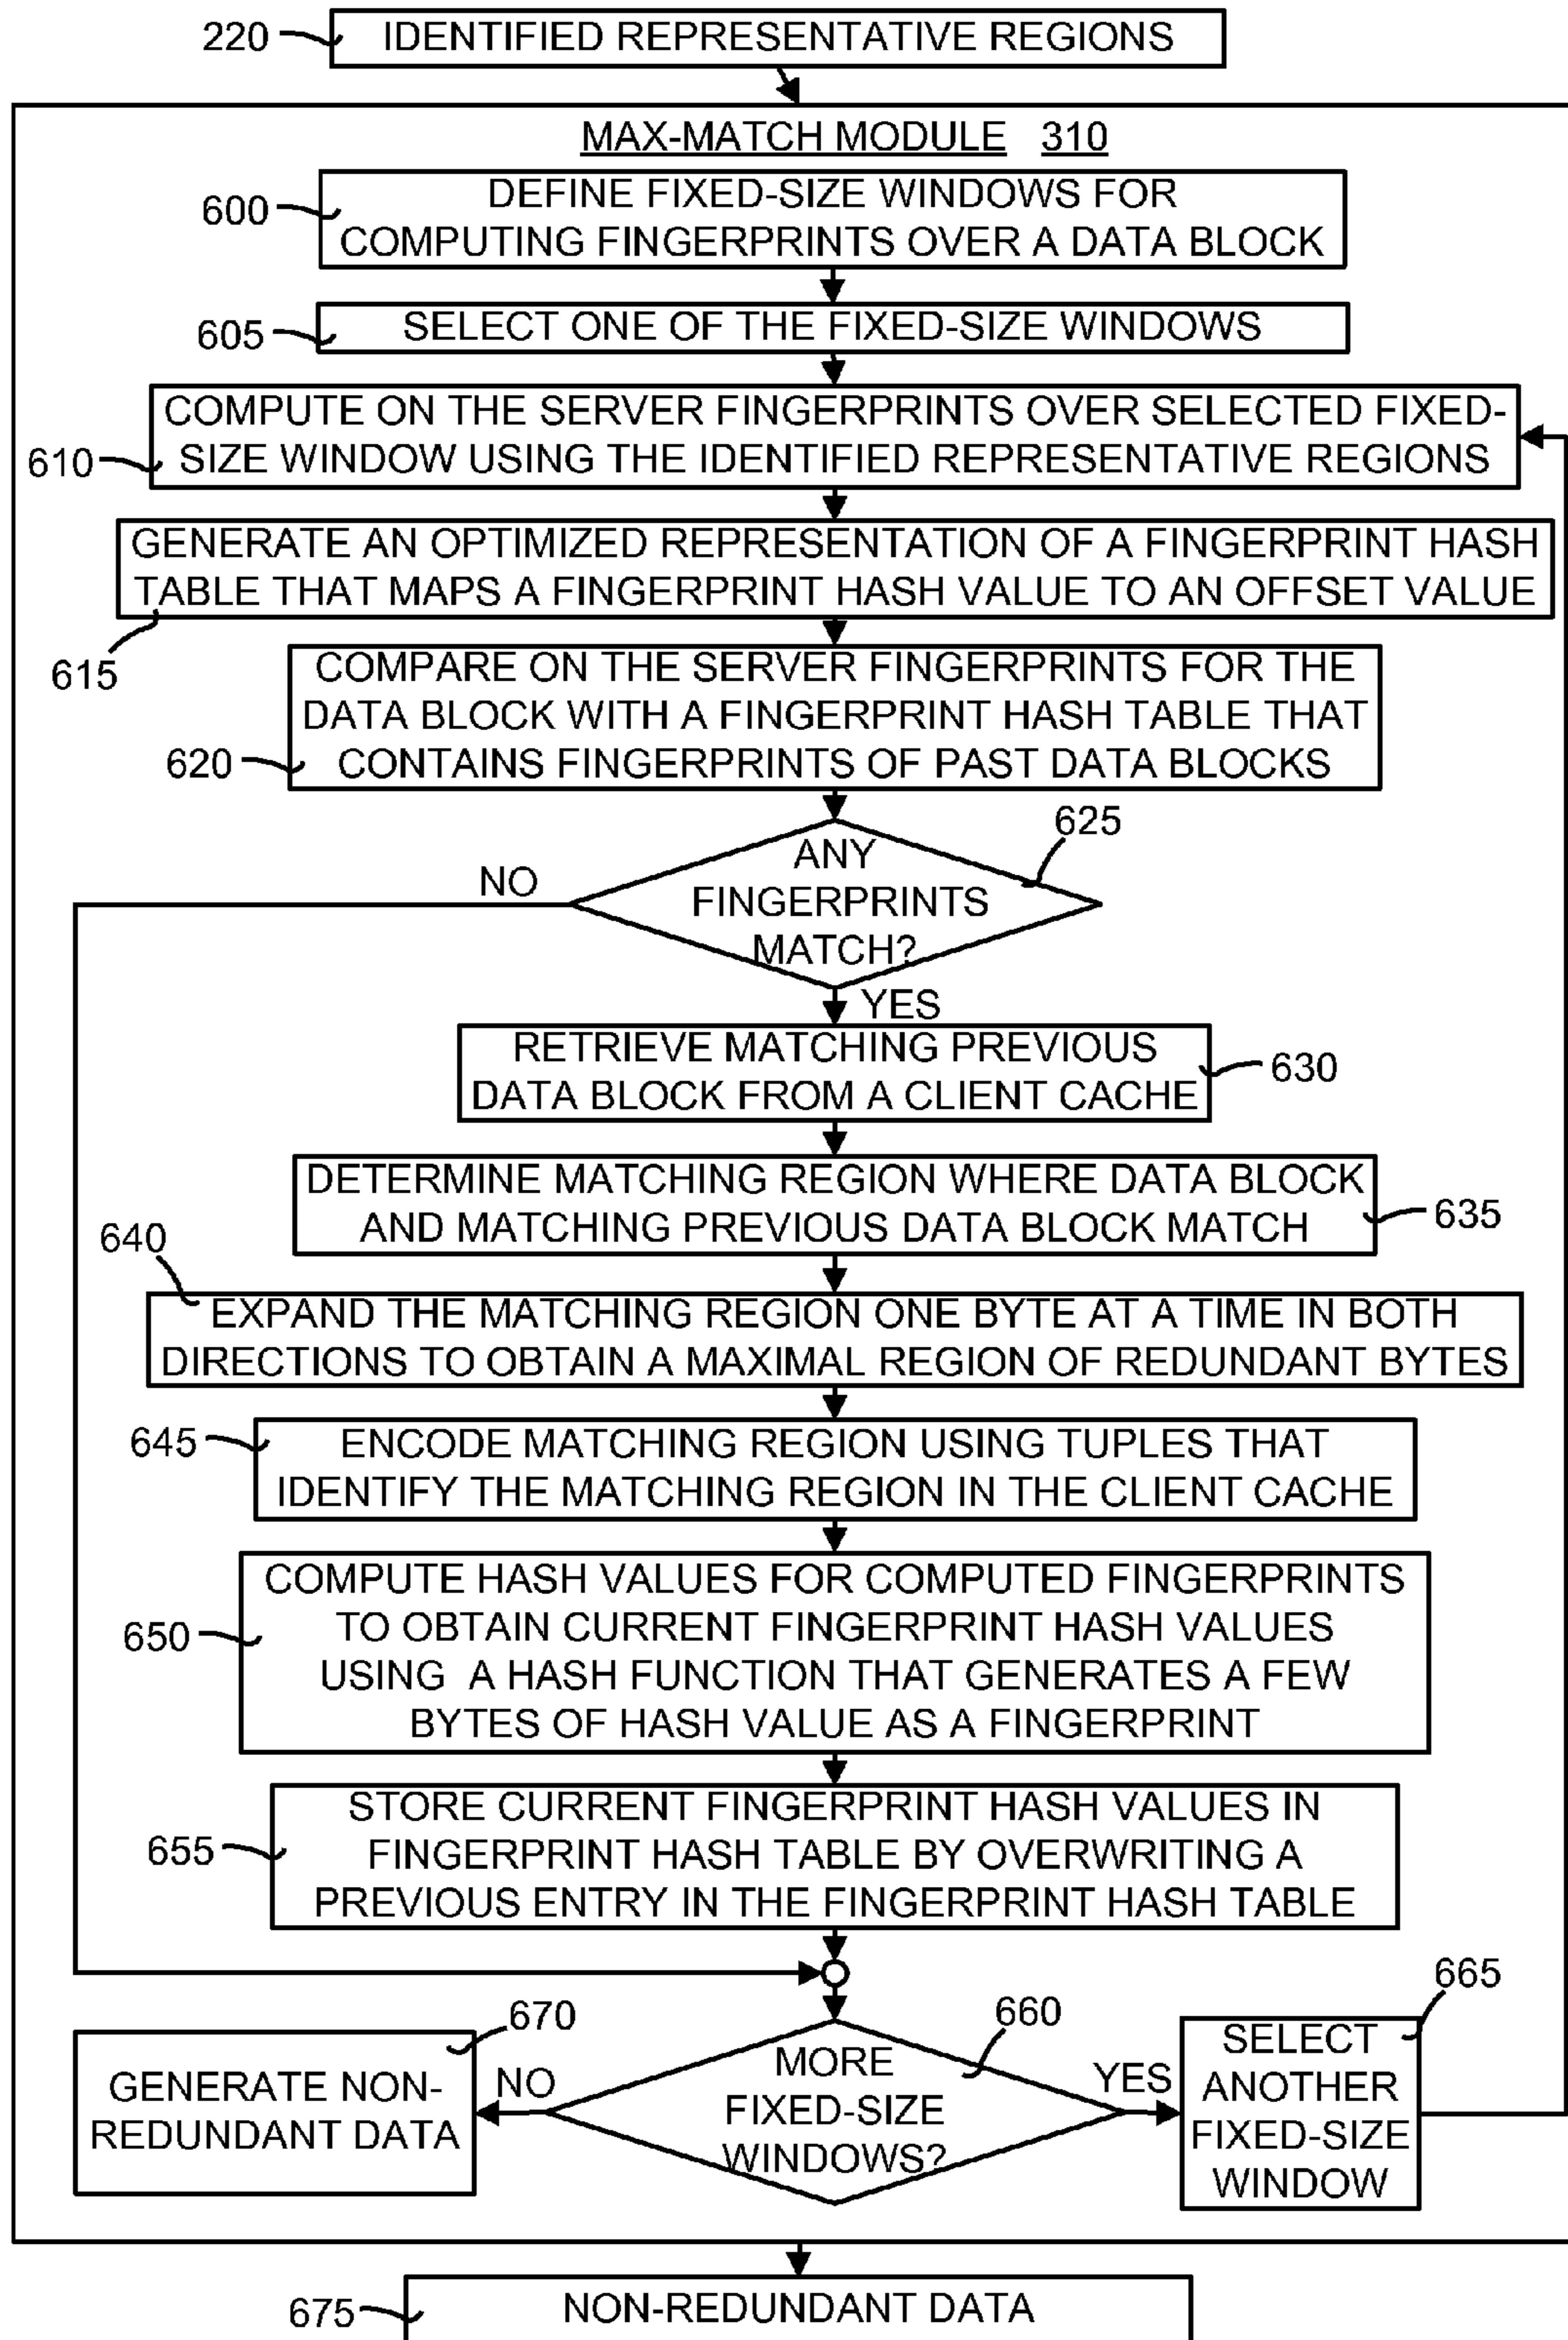 220
IDENTIFIED REPRESENTATIVE REGIONS
MAX-MATCH MODULE 310
600
DEFINE FIXED-SIZE WINDOWS FOR
COMPUTING FINGERPRINTS OVER A DATA BLOCK
605
SELECT ONE OF THE FIXED-SIZE WINDOWS
610
COMPUTE ON THE SERVER FINGERPRINTS OVER SELECTED FIXED-
SIZE WINDOW USING THE IDENTIFIED REPRESENTATIVE REGIONS
GENERATE AN OPTIMIZED REPRESENTATION OF A FINGERPRINT HASH
TABLE THAT MAPS A FINGERPRINT HASH VALUE TO AN OFFSET VALUE
615
COMPARE ON THE SERVER FINGERPRINTS FOR THE
DATA BLOCK WITH A FINGERPRINT HASH TABLE THAT
CONTAINS FINGERPRINTS OF PAST DATA BLOCKS
620
625
ANY
FINGERPRINTS
MATCH?
NO
YES
RETRIEVE MATCHING PREVIOUS
DATA BLOCK FROM A CLIENT CACHE
630
DETERMINE MATCHING REGION WHERE DATA BLOCK
AND MATCHING PREVIOUS DATA BLOCK MATCH
635
640
EXPAND THE MATCHING REGION ONE BYTE AT A TIME IN BOTH
DIRECTIONS TO OBTAIN A MAXIMAL REGION OF REDUNDANT BYTES
645
ENCODE MATCHING REGION USING TUPLES THAT
IDENTIFY THE MATCHING REGION IN THE CLIENT CACHE
650
COMPUTE HASH VALUES FOR COMPUTED FINGERPRINTS
TO OBTAIN CURRENT FINGERPRINT HASH VALUES
USING A HASH FUNCTION THAT GENERATES A FEW
BYTES OF HASH VALUE AS A FINGERPRINT
655
STORE CURRENT FINGERPRINT HASH VALUES IN
FINGERPRINT HASH TABLE BY OVERWRITING A
PREVIOUS ENTRY IN THE FINGERPRINT HASH TABLE
660
MORE
FIXED-SIZE
WINDOWS?
YES
665
SELECT
ANOTHER
FIXED-SIZE
WINDOW
NO
670
GENERATE NON-
REDUNDANT DATA
675
NON-REDUNDANT DATA